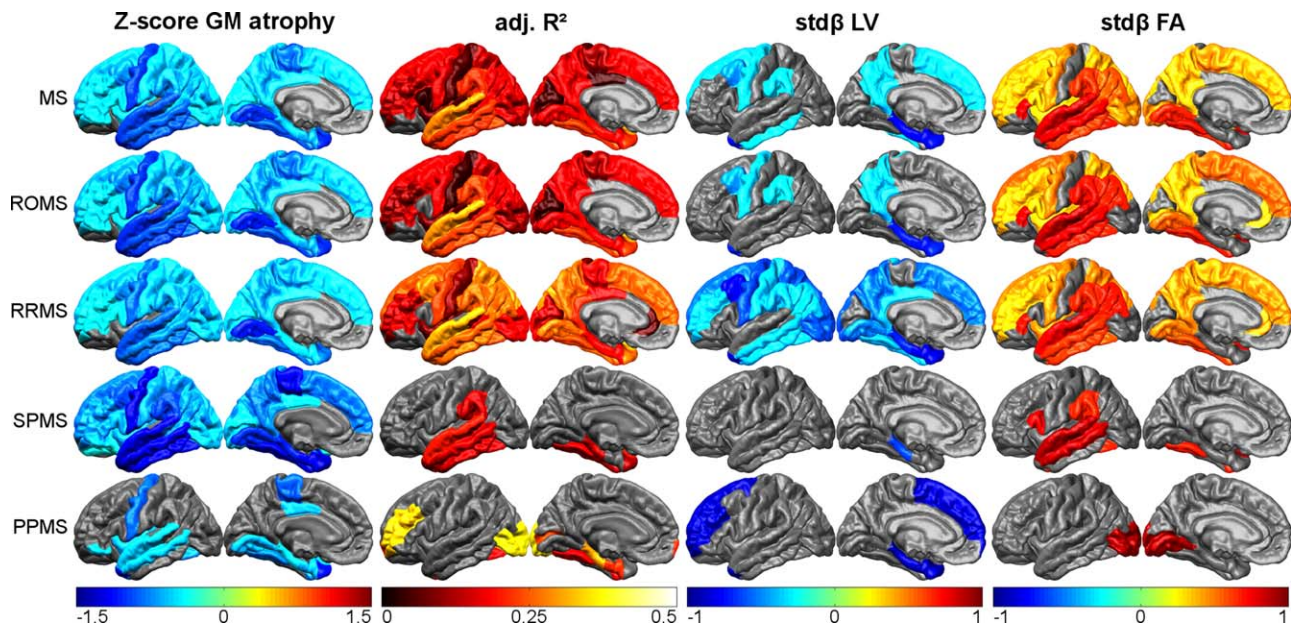 Z-score GM atrophy adj. R² stdβ LV stdβ FA
MS
ROMS
RRMS
SPMS
PPMS
-1.5 0 1.5 0 0.25 0.5 -1 0 1 -1 0 1